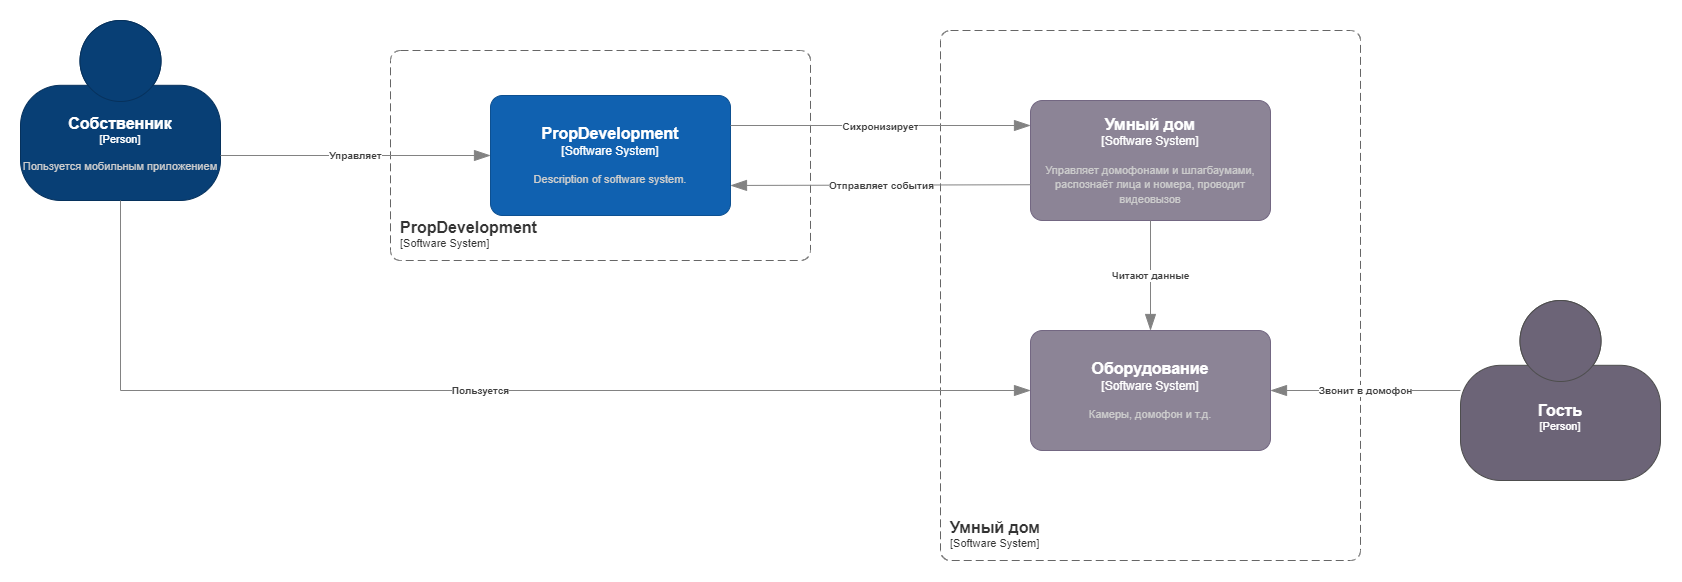 Собственник
[Person]
Пользуется мобильным приложением
Управляет
PropDevelopment
[Software System]
Description of software system.
PropDevelopment
[Software System]
Сихронизирует
Отправляет события
Умный дом
[Software System]
Управляет домофонами и шлагбаумами,
распознаёт лица и номера, проводит
видеовызов
Читают данные
Пользуется
Оборудование
[Software System]
Камеры, домофон и т.д.
Звонит в домофон
Гость
[Person]
Умный дом
[Software System]